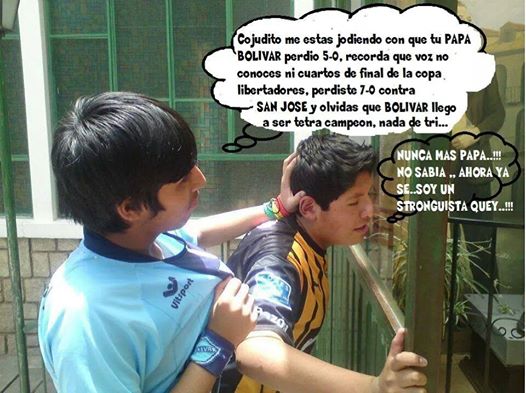 Cojudito me estas jodiendo con que tu PAPA
BOLIVAR perdio 5-0, recorda que voz no
conoces ni cuartos de final de la copa
libertadores, perdiste 7-0 contra
SAN JOSE y olvidas que BOLIVAR llego
a ser tetra campeon, nada de tri...
NUNCA MAS PAPA..!!!
NO SABIA .. AHORA YA
SE..SOY UN
STRONGUISTA QUEY..!!!
Vitsport
BOLIVAR